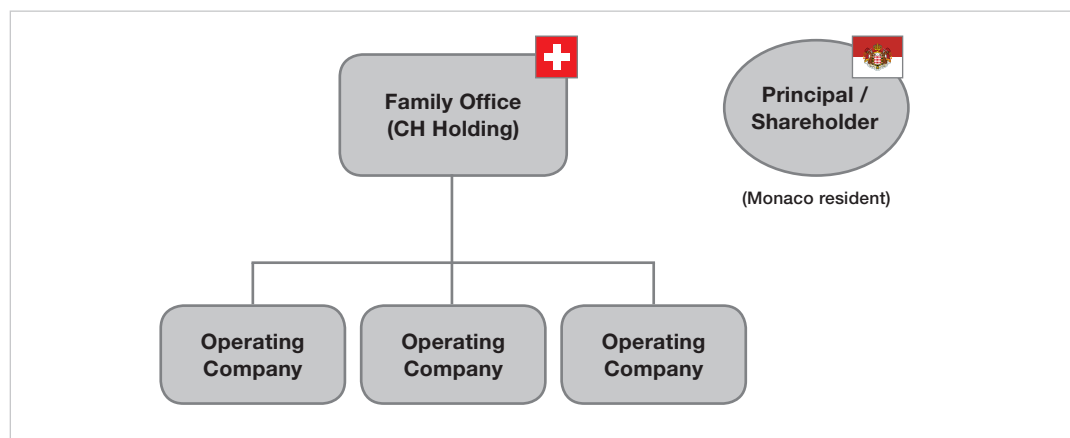 Family Office
(CH Holding)
Principal /
Shareholder
(Monaco resident)
Operating
Company
Operating
Company
Operating
Company